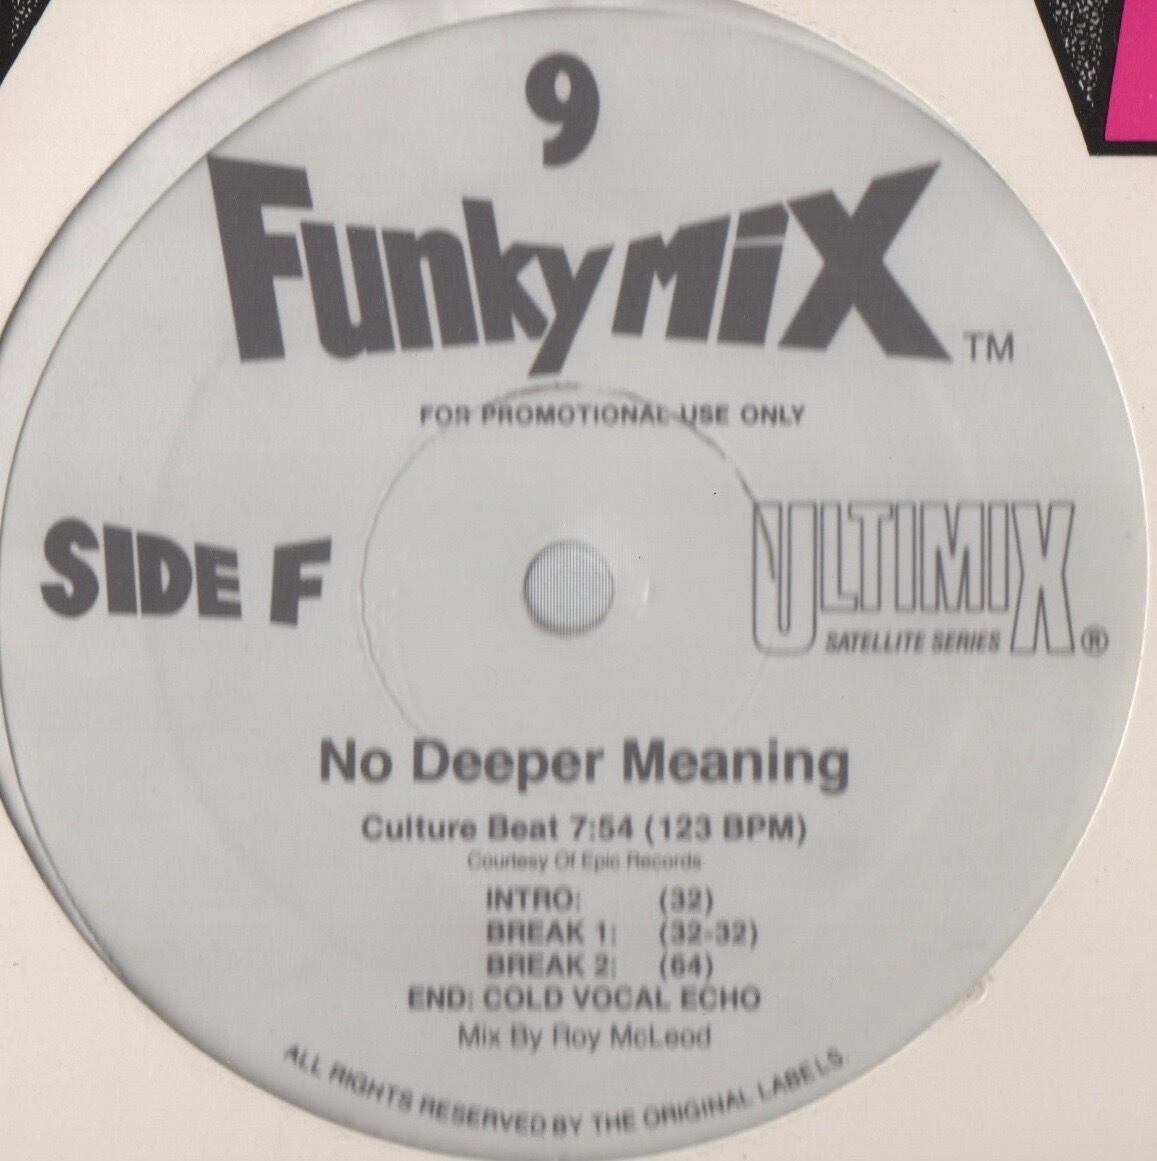 9
Funkymix TM
FOR PROMOTIONAL USE ONLY
SIDE F
ULTIMIX ®
SATELLITE SERIES
No Deeper Meaning
Culture Beat 7:54 (123 BPM)
Courtesy Of Epic Records
INTRO: (32)
BREAK 1: (32-32)
BREAK 2: (64)
END: COLD VOCAL ECHO
Mix By Roy McLeod
ALL RIGHTS RESERVED BY THE ORIGINAL LABELS.